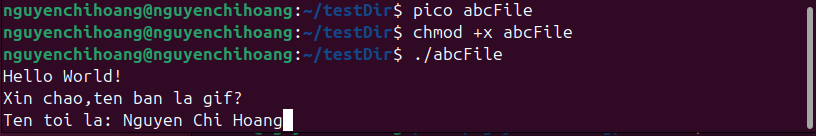 nguyenchihoang@nguyenchihoang:~/testDir$ pico abcFile
nguyenchihoang@nguyenchihoang:~/testDir$ chmod +x abcFile
nguyenchihoang@nguyenchihoang:~/testDir$ ./abcFile
Hello World!
Xin chao,ten ban la gif?
Ten toi la: Nguyen Chi Hoang